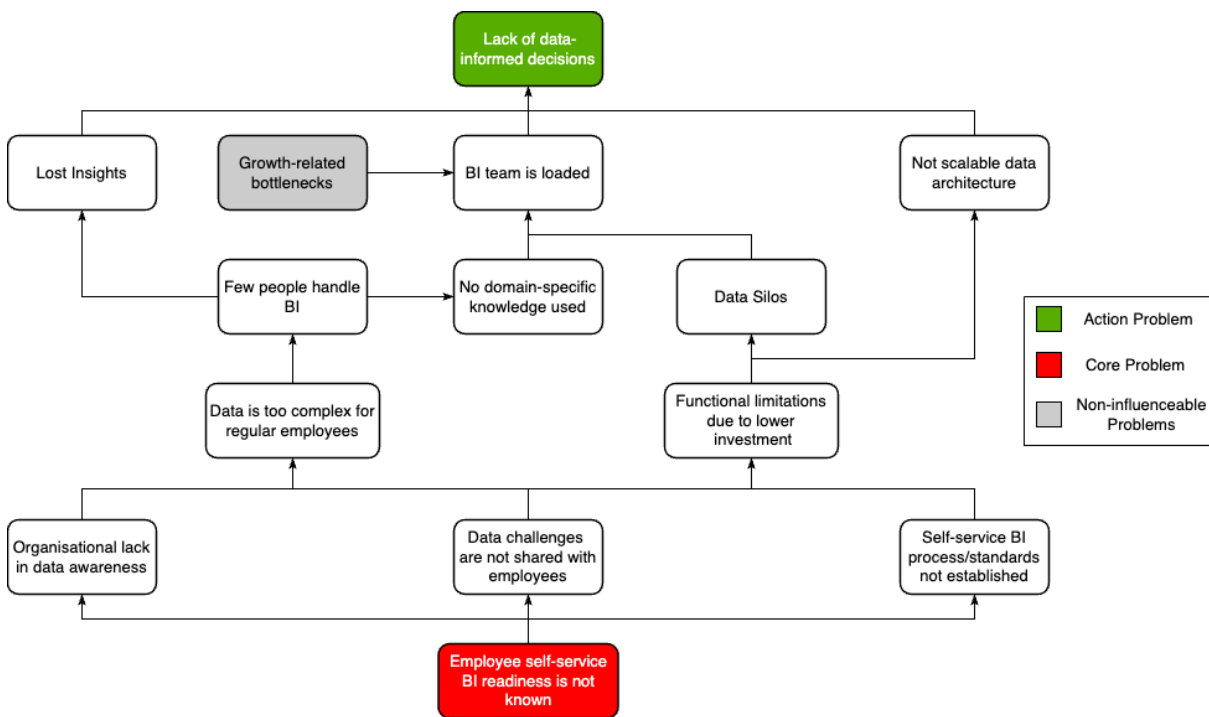 Lack of data-
informed decisions
Lost Insights
Growth-related
bottlenecks
BI team is loaded
Not scalable data
architecture
Few people handle
BI
No domain-specific
knowledge used
Data Silos
Action Problem
Core Problem
Non-influenceable
Problems
Data is too complex for
regular employees
Functional limitations
due to lower
investment
Organisational lack
in data awareness
Data challenges
are not shared with
employees
Self-service BI
process/standards
not established
Employee self-service
BI readiness is not
known